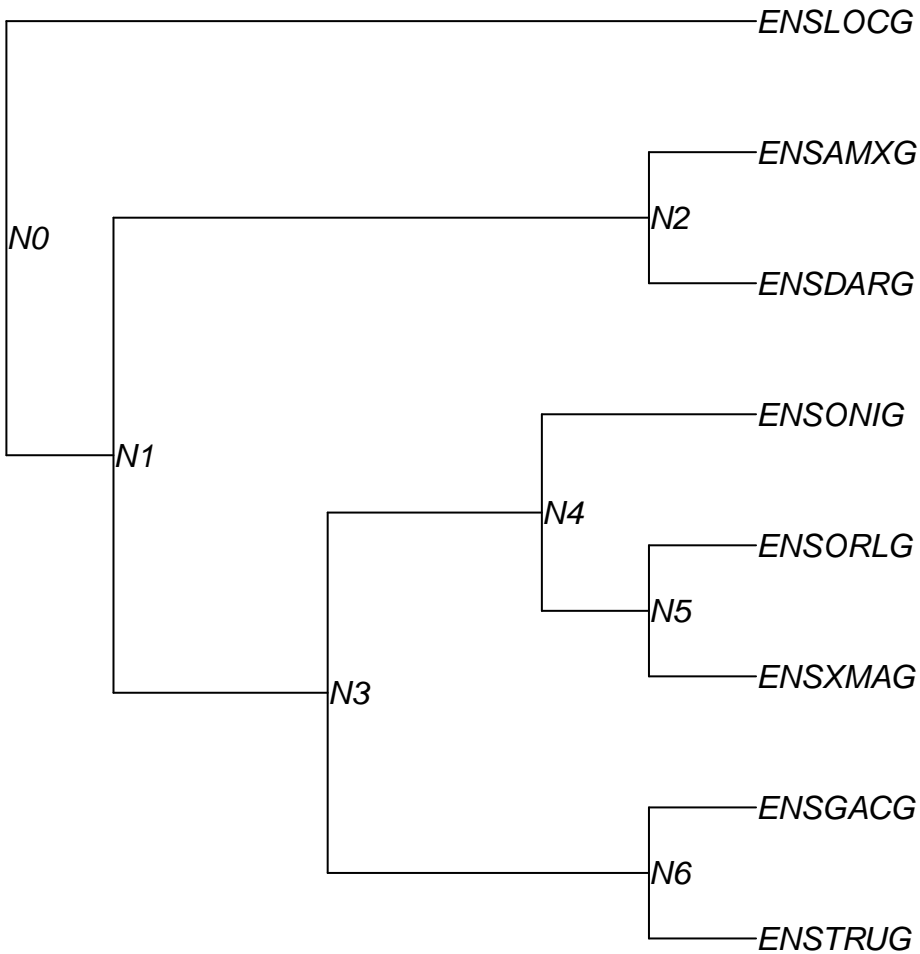 ENSLOCG
ENSAMXG
N2
N0
ENSDARG
ENSONIG
N1
N4
ENSORLG
N5
ENSXMAG
N3
ENSGACG
N6
ENSTRUG